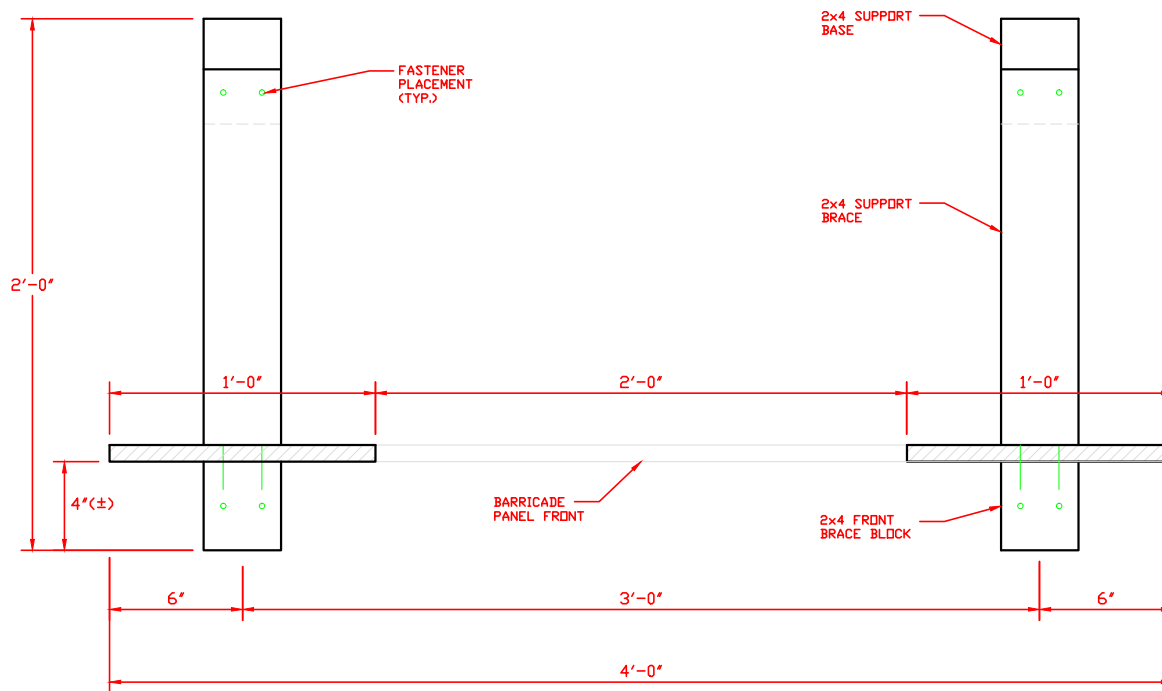 2x4 SUPPORT
BASE
FASTENER
PLACEMENT
(TYP.)
2x4 SUPPORT
BRACE
2'-0"
1'-0"
2'-0"
1'-0"
4"(±)
BARRICADE
PANEL FRONT
2x4 FRONT
BRACE BLOCK
6"
3'-0"
6"
4'-0"